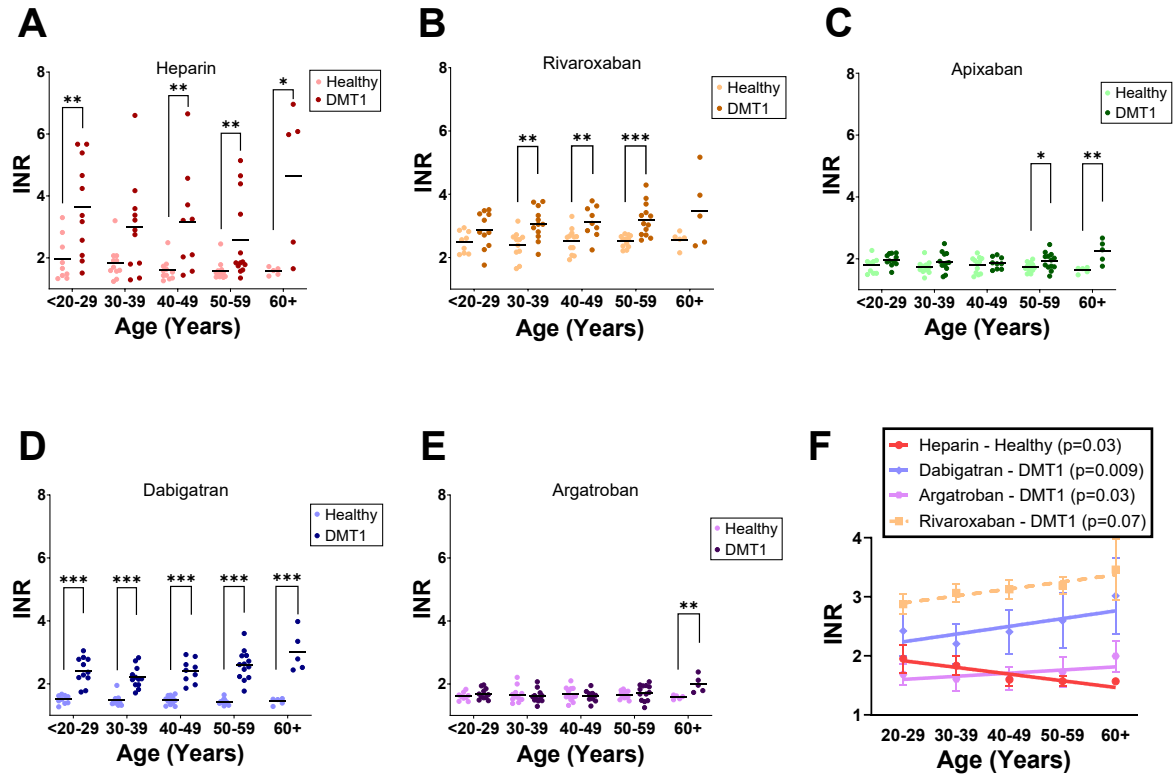 A
Heparin
Healthy
DMT1
8
6
4
2
INR
**
**
**
*
<20-29 30-39 40-49 50-59 60+
Age (Years)
B
Rivaroxaban
Healthy
DMT1
8
6
4
2
INR
**
**
***
<20-29 30-39 40-49 50-59 60+
Age (Years)
C
Apixaban
Healthy
DMT1
8
6
4
2
INR
*
**
<20-29 30-39 40-49 50-59 60+
Age (Years)
D
Dabigatran
Healthy
DMT1
8
6
4
2
INR
***
***
***
***
***
<20-29 30-39 40-49 50-59 60+
Age (Years)
E
Argatroban
Healthy
DMT1
8
6
4
2
INR
**
<20-29 30-39 40-49 50-59 60+
Age (Years)
F
Heparin - Healthy (p=0.03)
Dabigatran - DMT1 (p=0.009)
Argatroban - DMT1 (p=0.03)
Rivaroxaban - DMT1 (p=0.07)
4
3
2
1
INR
20-29 30-39 40-49 50-59 60+
Age (Years)